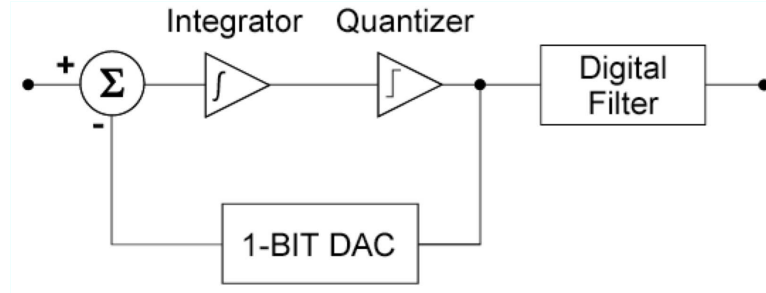 Integrator
Quantizer
+
Σ
∫
-
Digital
Filter
1-BIT DAC